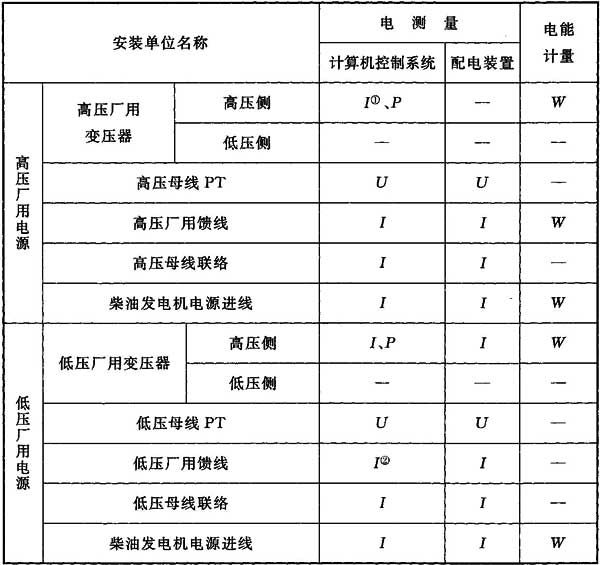 安装单位名称 电测量 电能计量
计算机控制系统 配电装置
高压厂用电源 高压厂用变压器 高压侧 I①、P — W
低压侧 — — —
高压母线 PT U U —
高压厂用馈线 I I W
高压母线联络 I I —
柴油发电机电源进线 I I W
低压厂用电源 低压厂用变压器 高压侧 I、P I W
低压侧 — — —
低压母线 PT U U —
低压厂用馈线 I② I —
低压母线联络 I I —
柴油发电机电源进线 I I W